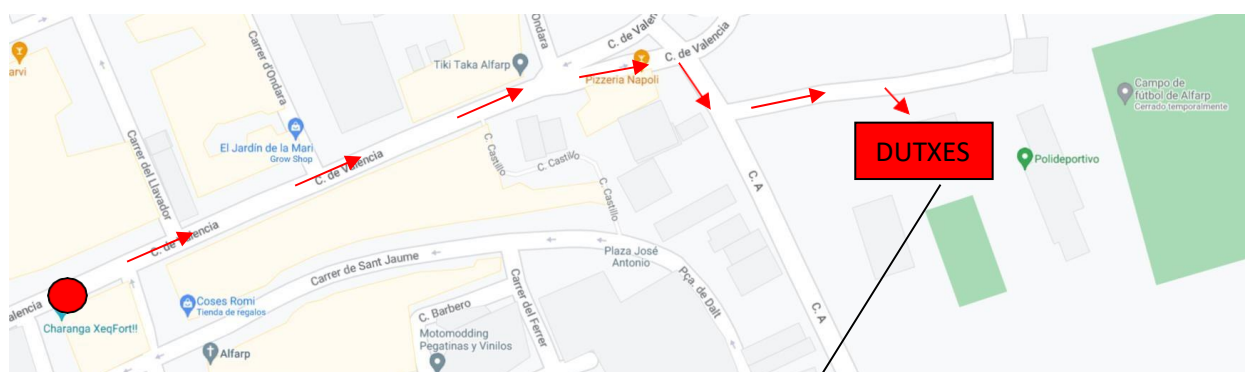 arvi
Carrer d'Ondara
Ondara
C. de Valen
C. de Valencia
Tiki Taka Alfarp
Pizzeria Napoli
Campo de
fútbol de Alfarp
Cerrado temporalmente
El Jardín de la Mari
Grow Shop
Carrer del Llavador
C. de Valencia
C. Castillo
C. Castillo
C. Castillo
DUTXES
Polideportivo
C. A
C. de Valencia
Plaza José
Antonio
Pça. de Dalt
Carrer de Sant Jaume
Carrer del Ferrer
C. Barbero
alencia
Charanga XeqFort!!
Coses Romi
Tienda de regalos
Alfarp
Motomodding
Pegatinas y Vinilos
C. A